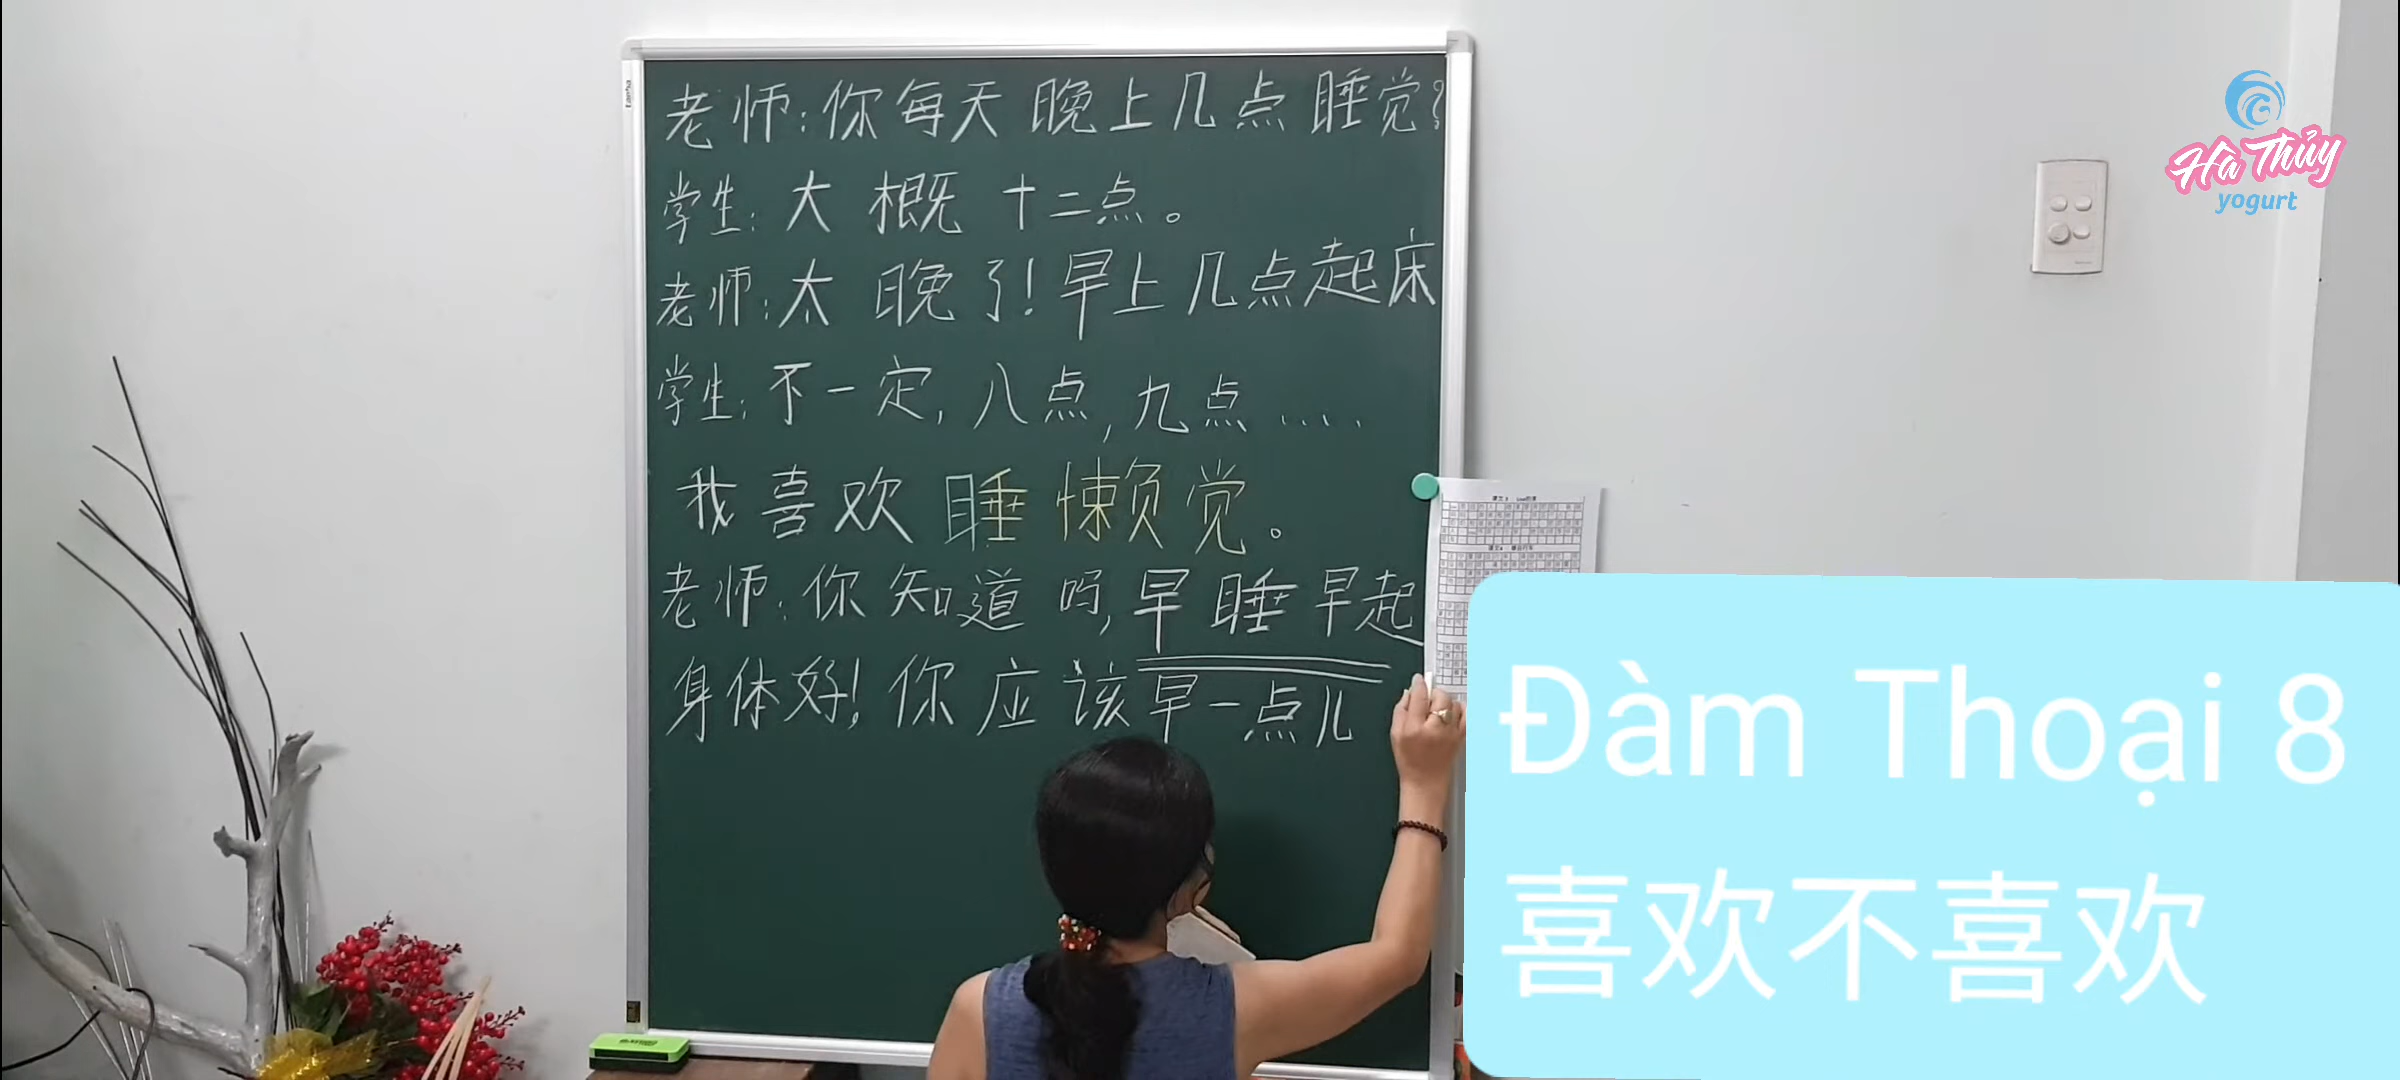 老师:你每天晚上几点睡觉?
学生:大概十二点。
老师:太晚了!早上几点起床
学生:不一定,八点,九点....
我喜欢睡懒觉。
老师:你知道吗,早睡早起
身体好!你应该早一点儿
Hà Thủy
yogurt
Đàm Thoại 8
喜欢不喜欢